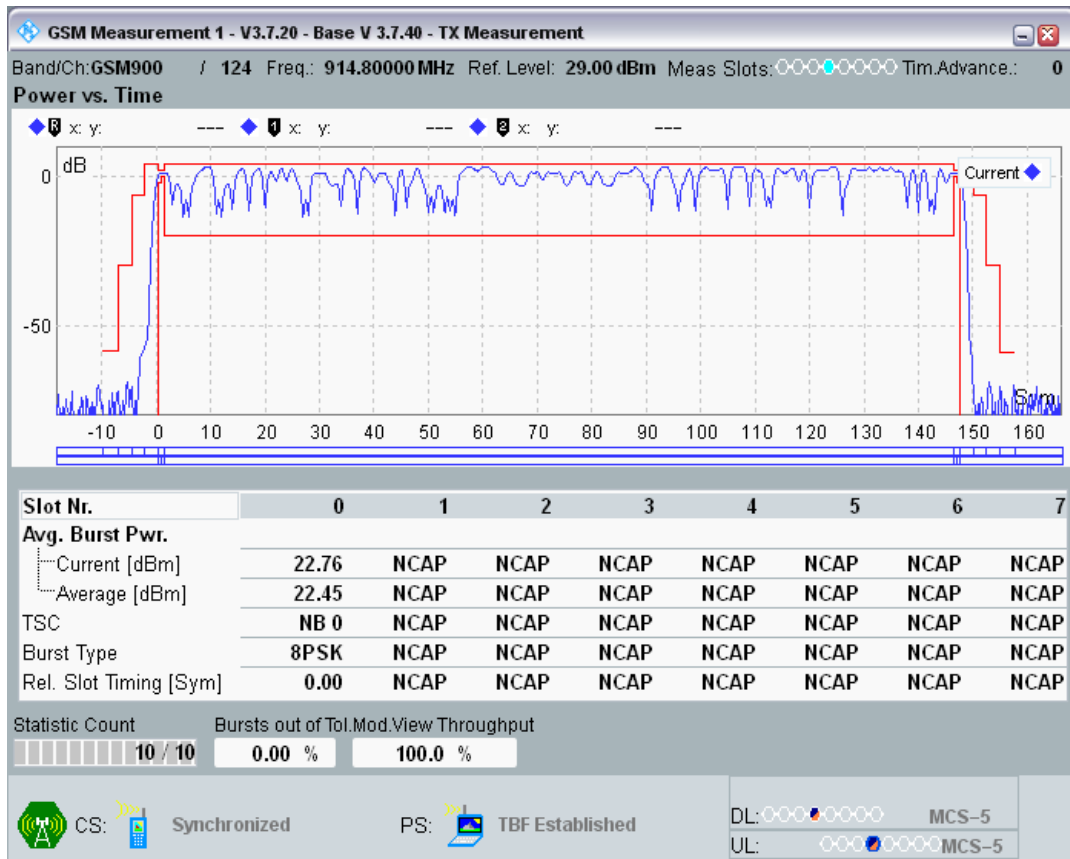 GSM Measurement 1 - V3.7.20 - Base V 3.7.40 - TX Measurement
Band/Ch:GSM900 / 124 Freq.: 914.80000 MHz Ref. Level: 29.00 dBm Meas Slots: Tim.Advance.: 0
Power vs. Time
R x: y: --- 1 x: y: --- 2 x: y: ---
dB
Current
0
-50
Sym
-10 0 10 20 30 40 50 60 70 80 90 100 110 120 130 140 150 160
Slot Nr. 0 1 2 3 4 5 6 7
Avg. Burst Pwr.
Current [dBm] 22.76 NCAP NCAP NCAP NCAP NCAP NCAP NCAP
Average [dBm] 22.45 NCAP NCAP NCAP NCAP NCAP NCAP NCAP
TSC NB 0 NCAP NCAP NCAP NCAP NCAP NCAP NCAP
Burst Type 8PSK NCAP NCAP NCAP NCAP NCAP NCAP NCAP
Rel. Slot Timing [Sym] 0.00 NCAP NCAP NCAP NCAP NCAP NCAP NCAP
Statistic Count Bursts out of Tol.Mod.View Throughput
10 / 10 0.00 % 100.0 %
CS: Synchronized PS: TBF Established DL: MCS-5
UL: MCS-5